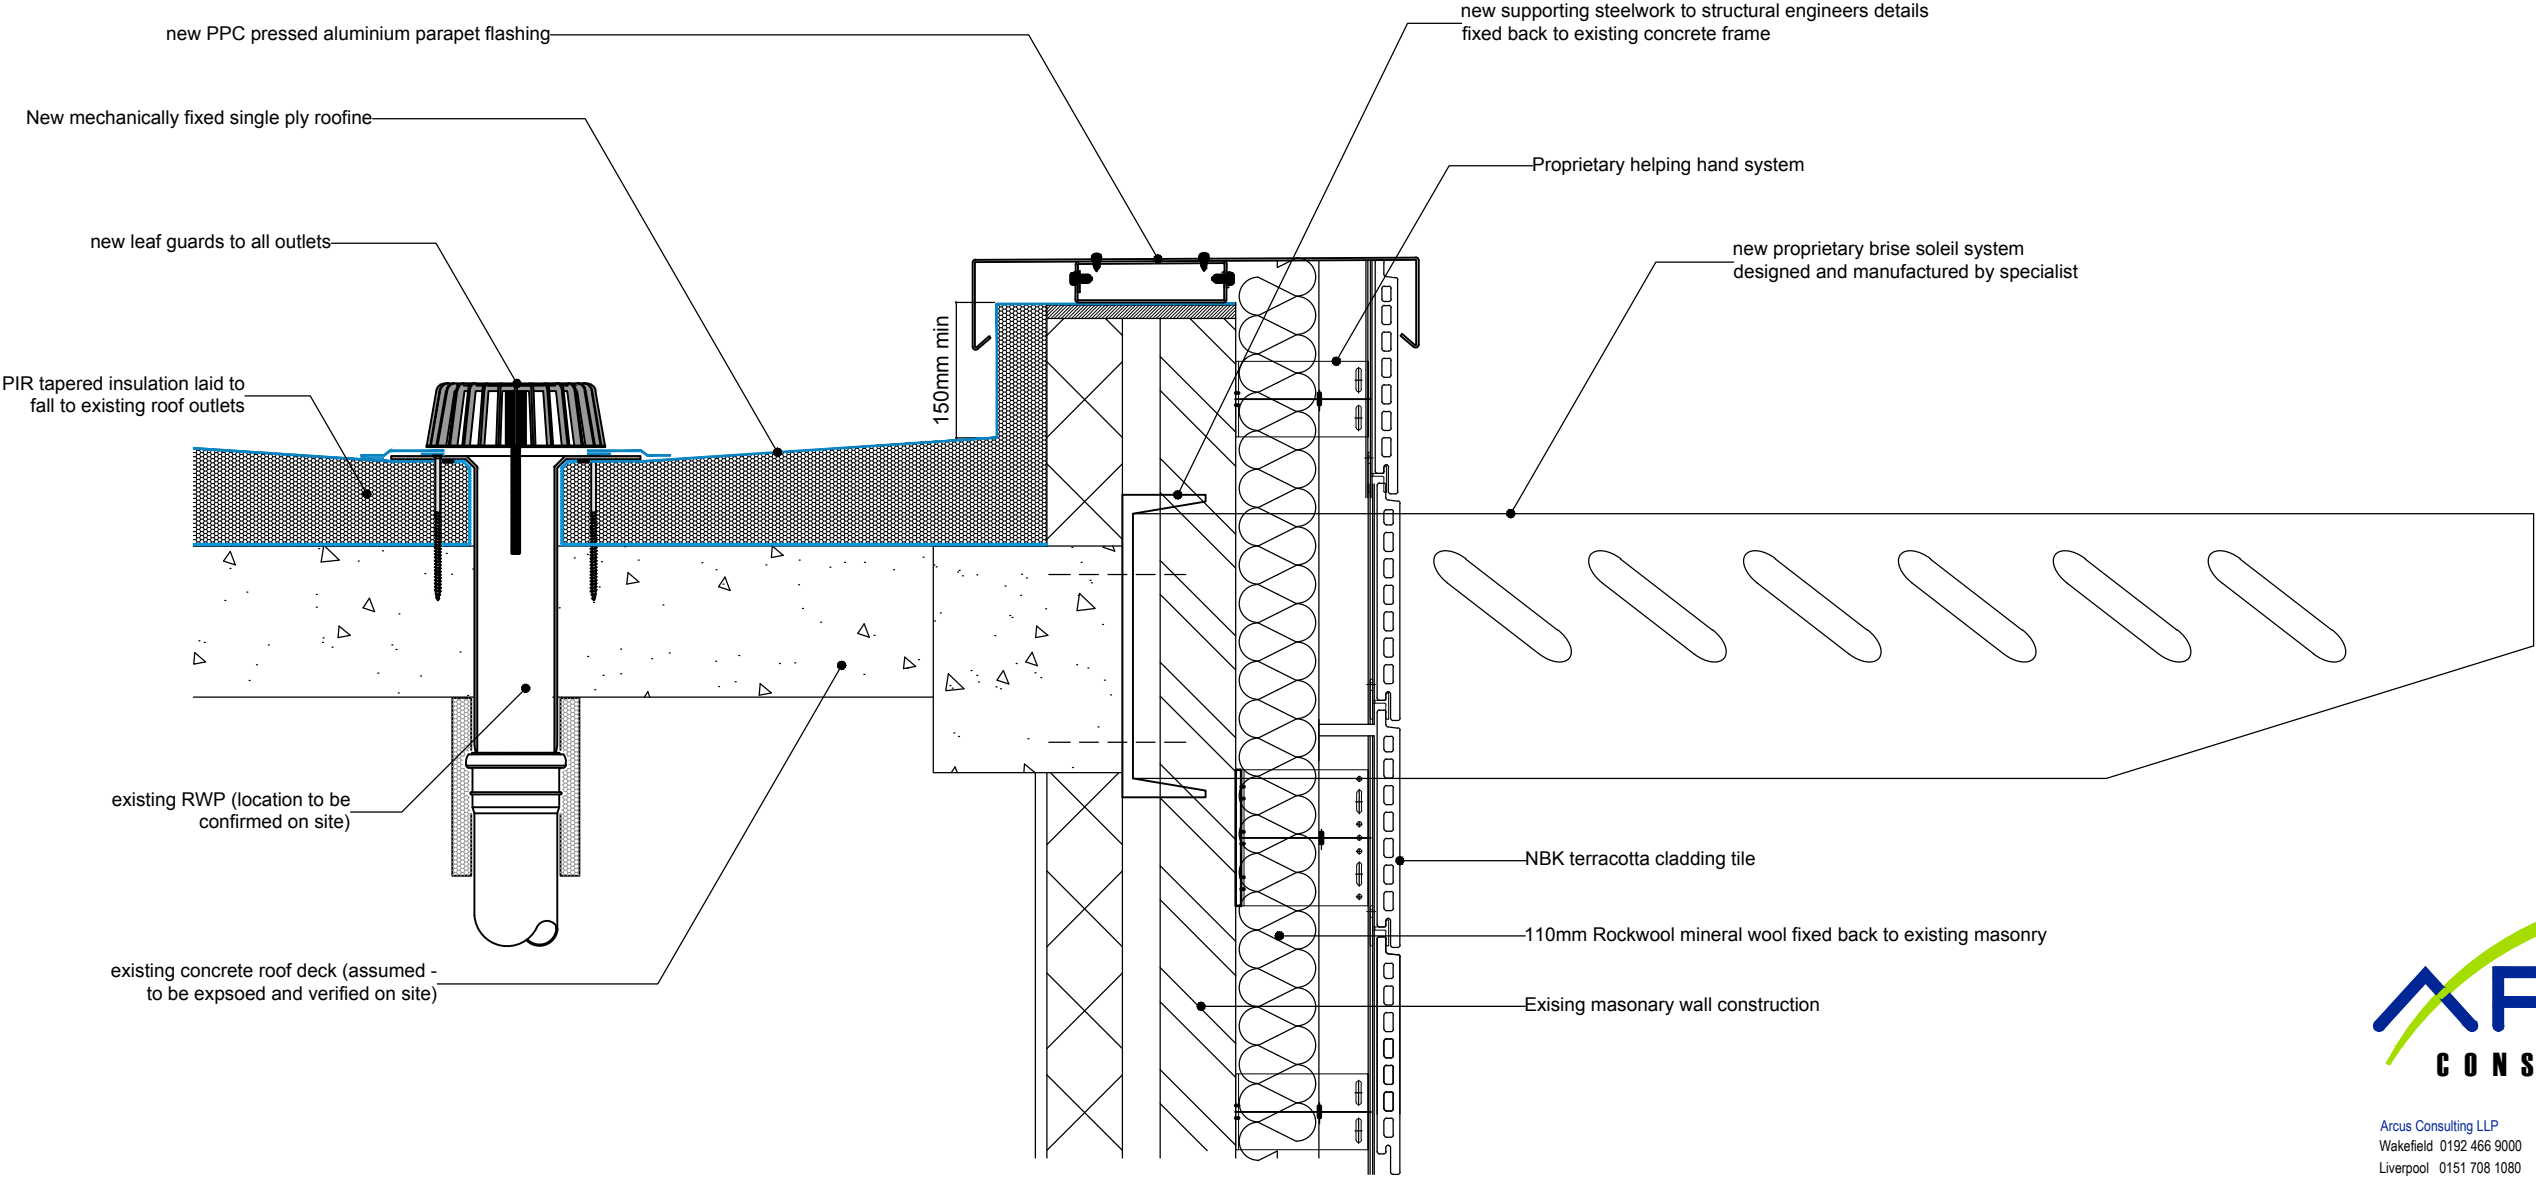 new PPC pressed aluminium parapet flashing
new supporting steelwork to structural engineers details
fixed back to existing concrete frame
New mechanically fixed single ply roofine
Proprietary helping hand system
new leaf guards to all outlets
new proprietary brise soleil system
designed and manufactured by specialist
150mm min
PIR tapered insulation laid to
fall to existing roof outlets
existing RWP (location to be
confirmed on site)
NBK terracotta cladding tile
110mm Rockwool mineral wool fixed back to existing masonry
existing concrete roof deck (assumed -
to be expsoed and verified on site)
Exising masonary wall construction
CONS
Arcus Consulting LLP
Wakefield 0192 466 9000
Liverpool 0151 708 1080